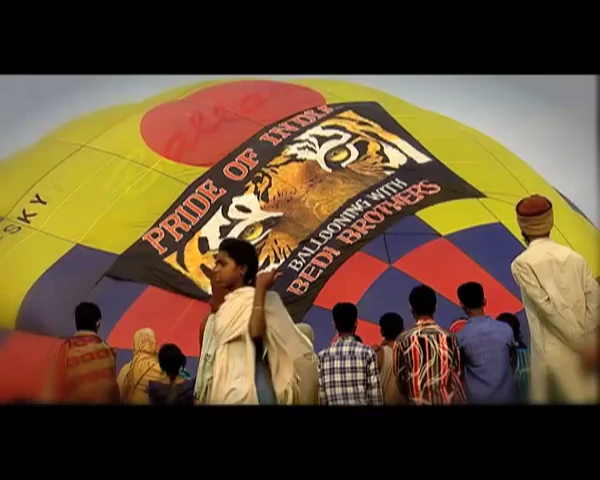 PRIDE OF INDIA
BALLOONING WITH
BEDI BROTHERS
SKY